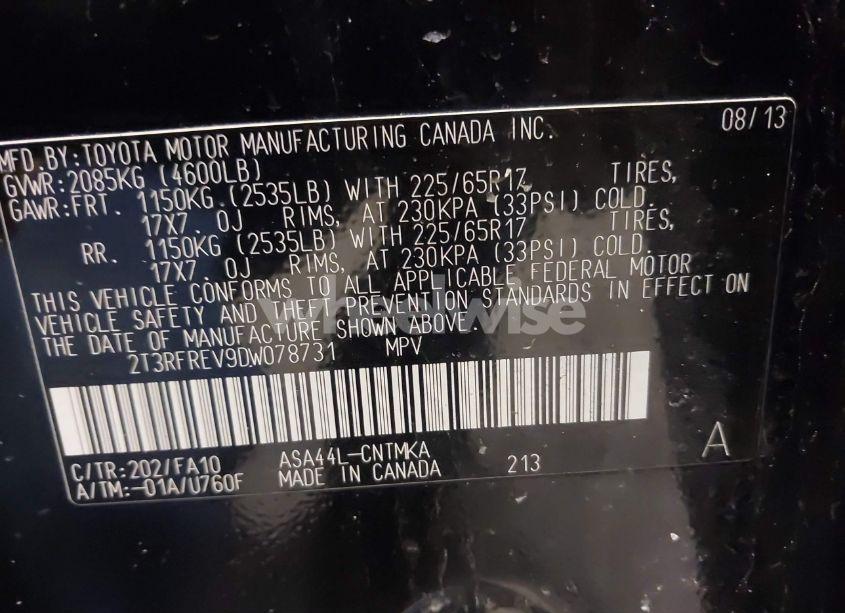 08/13
MFD.BY:TOYOTA MOTOR MANUFACTURING CANADA INC.
GVWR:2085KG (4600LB)
GAWR:FRT. 1150KG (2535LB) WITH 225/65R17 TIRES,
17X7.0J RIMS, AT 230KPA (33PSI) COLD.
RR. 1150KG (2535LB) WITH 225/65R17 TIRES,
17X7.0J RIMS, AT 230KPA (33PSI) COLD.
THIS VEHICLE CONFORMS TO ALL APPLICABLE FEDERAL MOTOR
VEHICLE SAFETY AND THEFT PREVENTION STANDARDS IN EFFECT ON
THE DATE OF MANUFACTURE SHOWN ABOVE.
2T3RFREV9DW078731 MPV
C/TR:202/FA10 ASA44L-CNTMKA
A/TM:-01A/U760F MADE IN CANADA 213
A
wheelwise